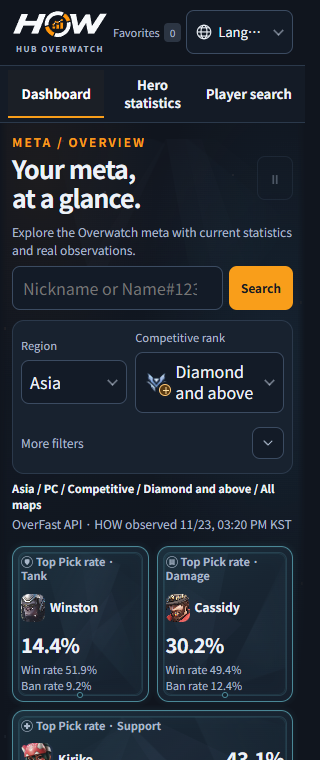 HOW
HUB OVERWATCH
Favorites 0
Lang…
Dashboard
Hero
statistics
Player search
META / OVERVIEW
Your meta,
at a glance.
Explore the Overwatch meta with current statistics
and real observations.
Nickname or Name#123
Search
Region
Asia
Competitive rank
Diamond
and above
More filters
Asia / PC / Competitive / Diamond and above / All
maps
OverFast API · HOW observed 11/23, 03:20 PM KST
Top Pick rate ·
Tank
Winston
14.4%
Win rate 51.9%
Ban rate 9.2%
Top Pick rate ·
Damage
Cassidy
30.2%
Win rate 49.4%
Ban rate 12.4%
Top Pick rate · Support
Kiriko
43.1%